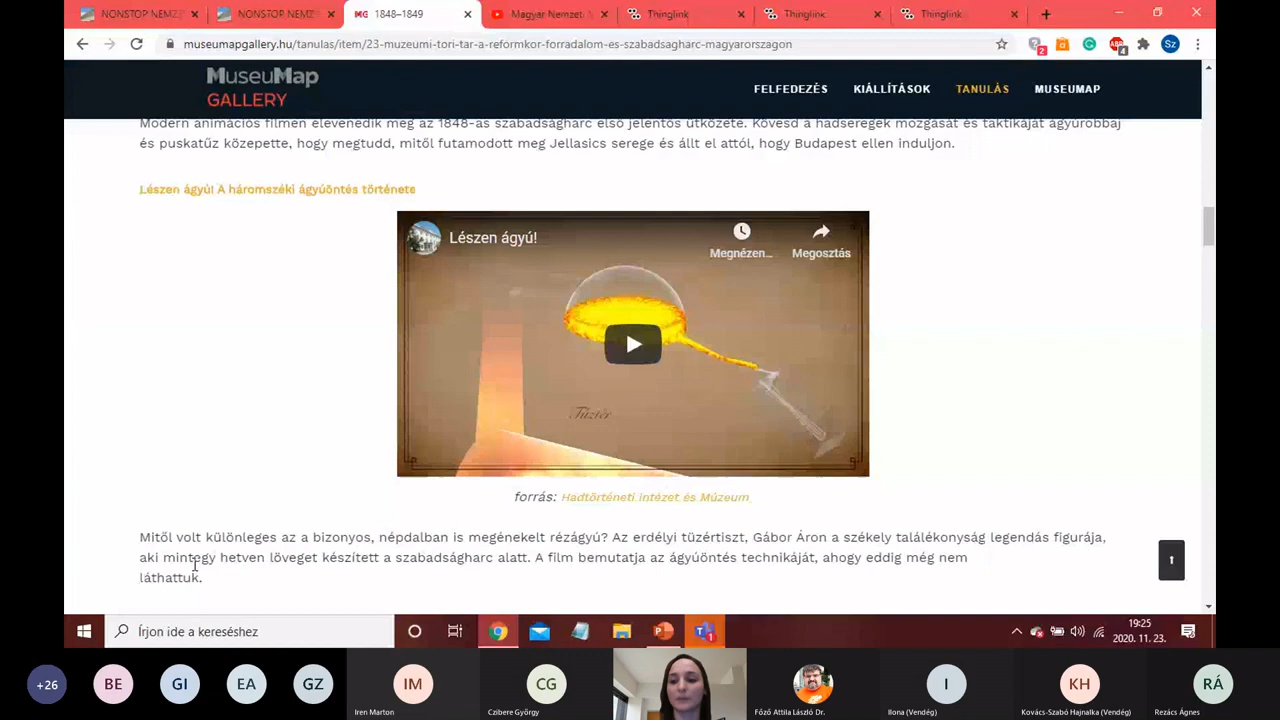 NONSTOP NEMZ
NONSTOP NEMZ
MG 1848–1849
Magyar Nemzeti M
Thinglink
Thinglink
Thinglink
museumapgallery.hu/tanulas/item/23-muzeumi-tori-tar-a-reformkor-forradalom-es-szabadsagharc-magyarorszagon
2
4
Sz
MuseuMap
GALLERY
FELFEDEZÉS
KIÁLLÍTÁSOK
TANULÁS
MUSEUMAP
Modern animációs filmen elevenedik meg az 1848-as szabadságharc első jelentős ütközete. Kövesd a hadseregek mozgását és taktikáját ágyúrobbaj
és puskatűz közepette, hogy megtudd, mitől futamodott meg Jellasics serege és állt el attól, hogy Budapest ellen induljon.
Lészen ágyú! A háromszéki ágyúöntés története
Lészen ágyú!
Megnézen...
Megosztás
Tűztér
forrás: Hadtörténeti Intézet és Múzeum
Mitől volt különleges az a bizonyos, népdalban is megénekelt rézágyú? Az erdélyi tüzértiszt, Gábor Áron a székely találékonyság legendás figurája,
aki mintegy hetven löveget készített a szabadságharc alatt. A film bemutatja az ágyúöntés technikáját, ahogy eddig még nem
láthattuk.
Írjon ide a kereséshez
1
19:25
2020. 11. 23.
+26
BE
GI
EA
GZ
IM
Iren Marton
CG
Czibere György
Főző Attila László Dr.
I
Ilona (Vendég)
KH
Kovács-Szabó Hajnalka (Vendég)
RÁ
Rezács Ágnes